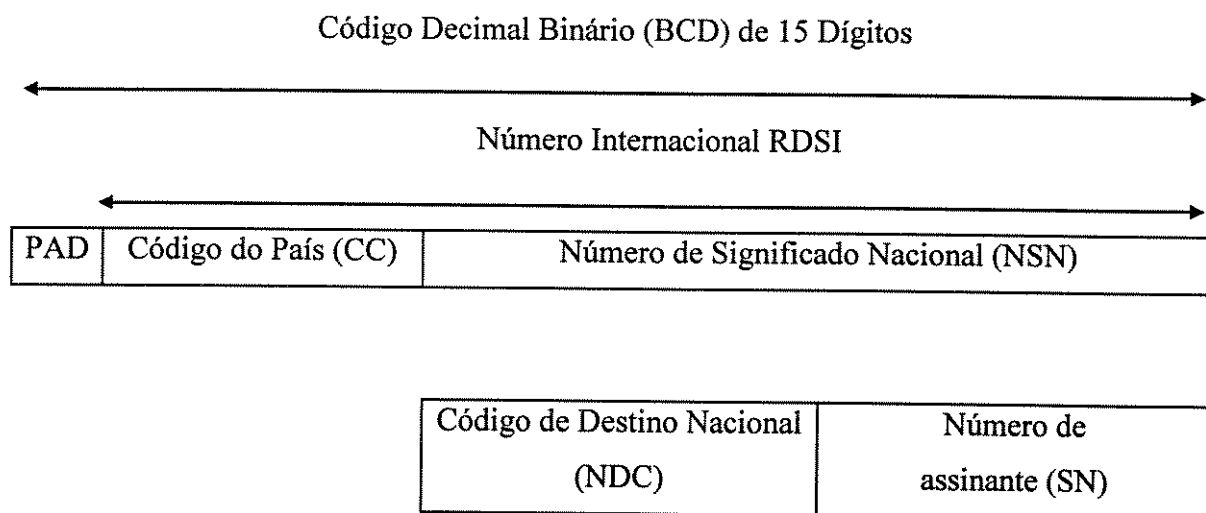 Código Decimal Binário (BCD) de 15 Dígitos
Número Internacional RDSI
PAD Código do País (CC) Número de Significado Nacional (NSN)
Código de Destino Nacional Número de
(NDC) assinante (SN)